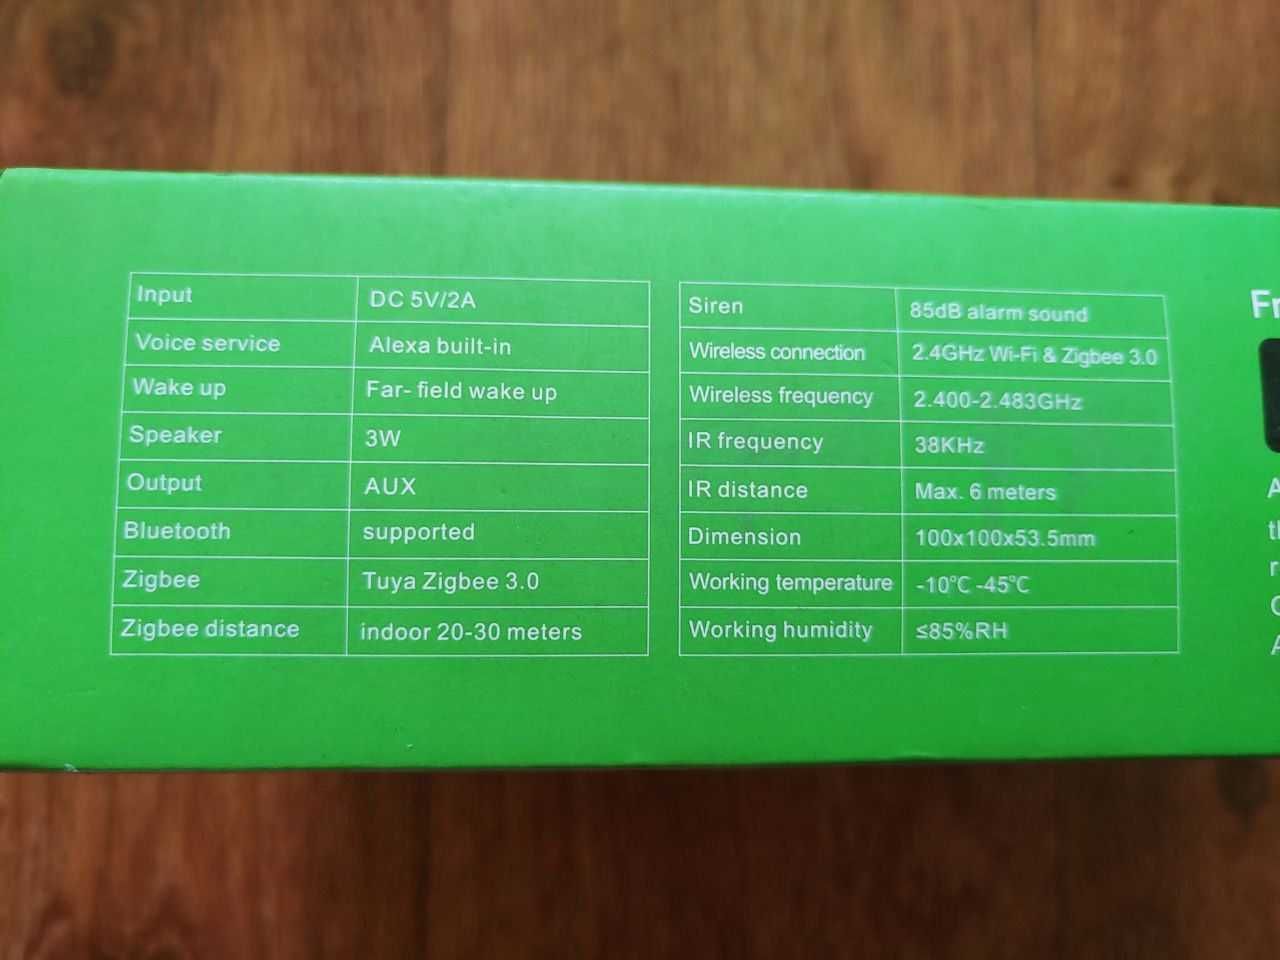 Input DC 5V/2A
Voice service Alexa built-in
Wake up Far- field wake up
Speaker 3W
Output AUX
Bluetooth supported
Zigbee Tuya Zigbee 3.0
Zigbee distance indoor 20-30 meters
Siren 85dB alarm sound
Wireless connection 2.4GHz Wi-Fi & Zigbee 3.0
Wireless frequency 2.400-2.483GHz
IR frequency 38KHz
IR distance Max. 6 meters
Dimension 100x100x53.5mm
Working temperature -10℃ -45℃
Working humidity ≤85%RH